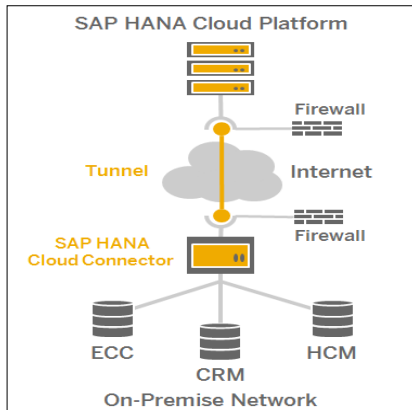 SAP HANA Cloud Platform
Firewall
Tunnel
Internet
Firewall
SAP HANA
Cloud Connector
ECC
CRM
HCM
On-Premise Network